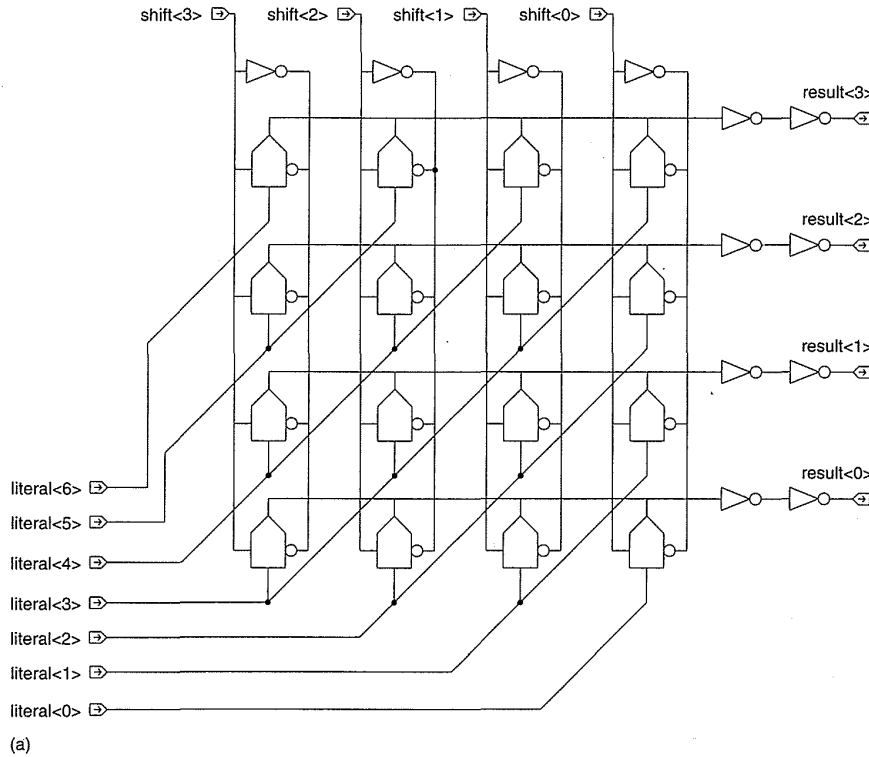 shift<3> shift<2> shift<1> shift<0>
result<3>
result<2>
result<1>
result<0>
literal<6>
literal<5>
literal<4>
literal<3>
literal<2>
literal<1>
literal<0>
(a)